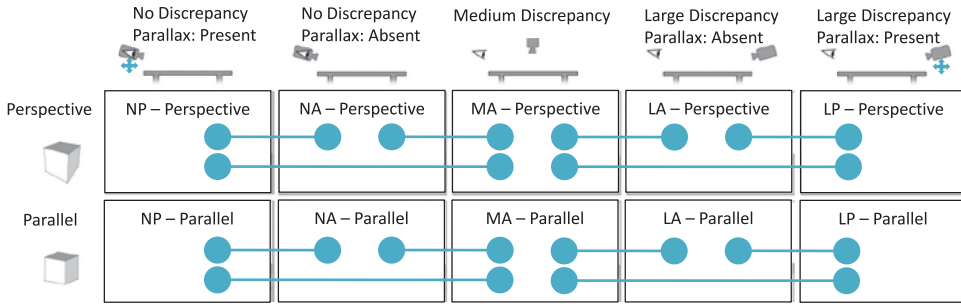 No Discrepancy
Parallax: Present
No Discrepancy
Parallax: Absent
Medium Discrepancy
Large Discrepancy
Parallax: Absent
Large Discrepancy
Parallax: Present
Perspective
NP – Perspective
NA – Perspective
MA – Perspective
LA – Perspective
LP – Perspective
Parallel
NP – Parallel
NA – Parallel
MA – Parallel
LA – Parallel
LP – Parallel